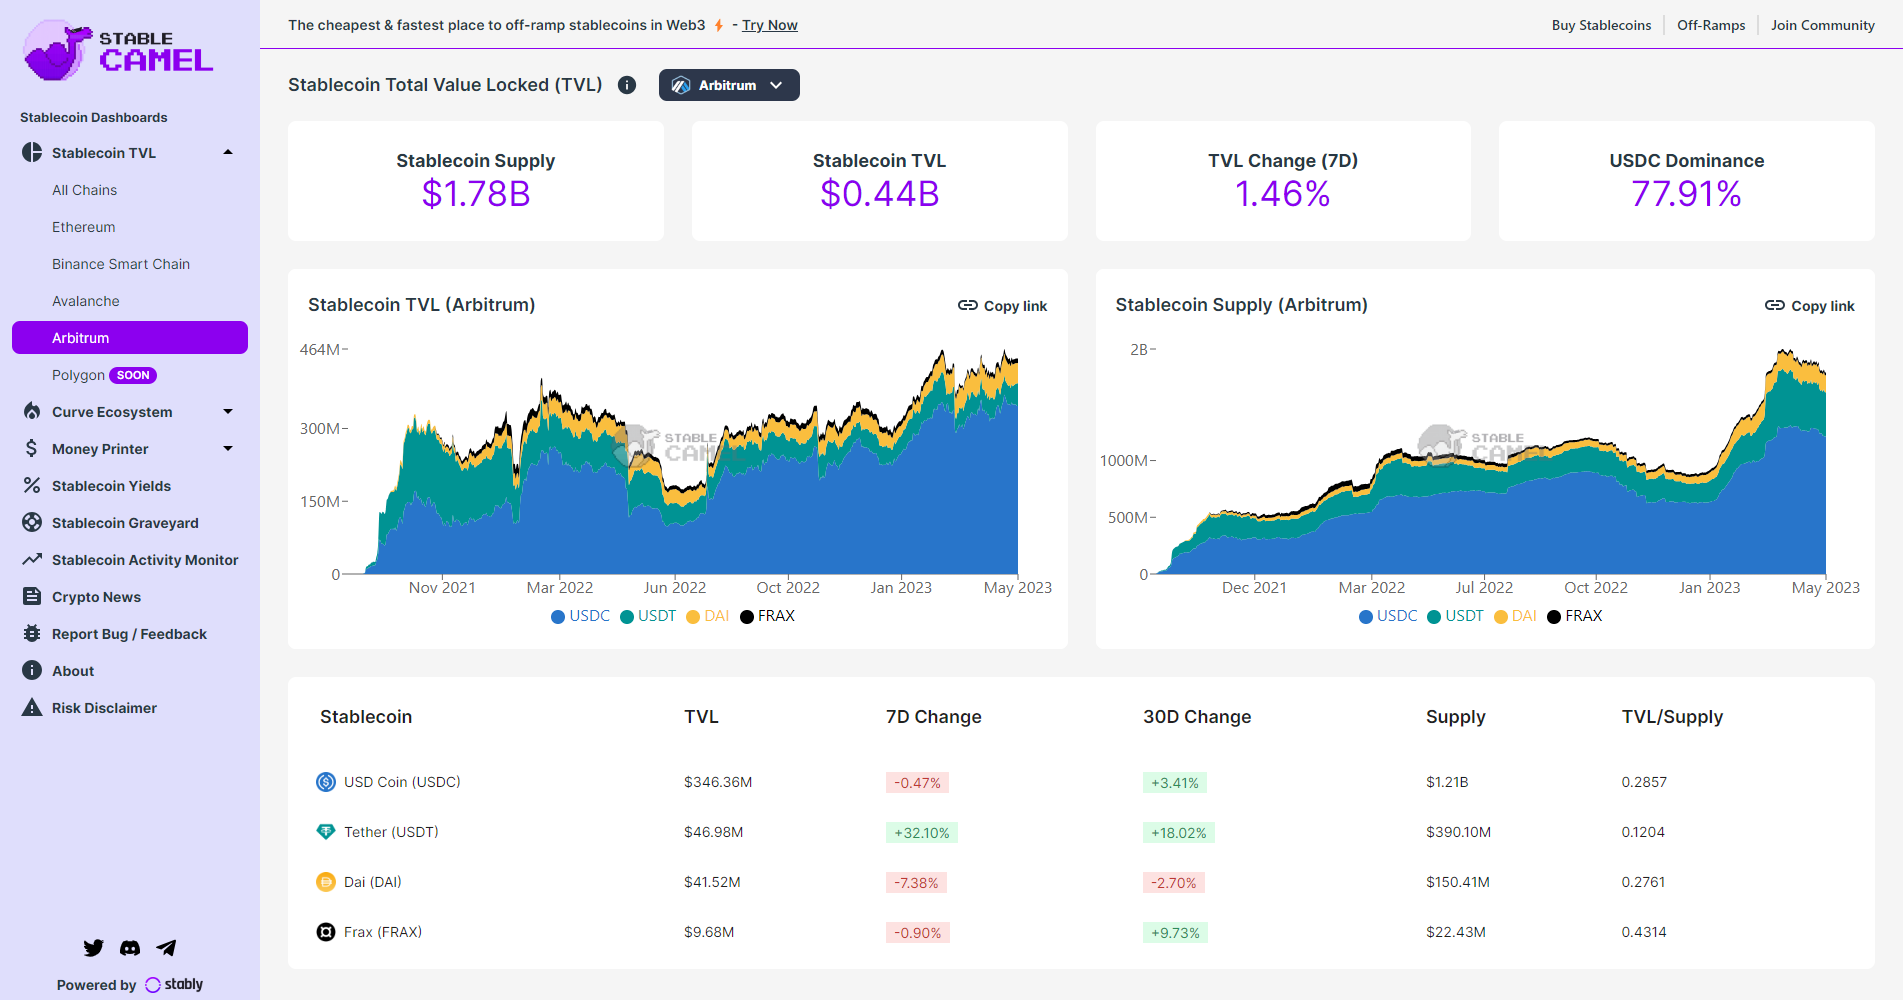 STABLE
CAMEL
Stablecoin Dashboards
Stablecoin TVL
All Chains
Ethereum
Binance Smart Chain
Avalanche
Arbitrum
Polygon SOON
Curve Ecosystem
Money Printer
Stablecoin Yields
Stablecoin Graveyard
Stablecoin Activity Monitor
Crypto News
Report Bug / Feedback
About
Risk Disclaimer
Powered by stably
The cheapest & fastest place to off-ramp stablecoins in Web3 ⚡ - Try Now
Buy Stablecoins Off-Ramps Join Community
Stablecoin Total Value Locked (TVL) Arbitrum
Stablecoin Supply
$1.78B
Stablecoin TVL
$0.44B
TVL Change (7D)
1.46%
USDC Dominance
77.91%
Stablecoin TVL (Arbitrum) Copy link
464M
300M
150M
0
STABLE
CAM
Nov 2021 Mar 2022 Jun 2022 Oct 2022 Jan 2023 May 2023
USDC USDT DAI FRAX
Stablecoin Supply (Arbitrum) Copy link
2B
1000M
500M
0
STABLE
CAMEL
Dec 2021 Mar 2022 Jul 2022 Oct 2022 Jan 2023 May 2023
USDC USDT DAI FRAX
Stablecoin TVL 7D Change 30D Change Supply TVL/Supply
USD Coin (USDC) $346.36M -0.47% +3.41% $1.21B 0.2857
Tether (USDT) $46.98M +32.10% +18.02% $390.10M 0.1204
Dai (DAI) $41.52M -7.38% -2.70% $150.41M 0.2761
Frax (FRAX) $9.68M -0.90% +9.73% $22.43M 0.4314